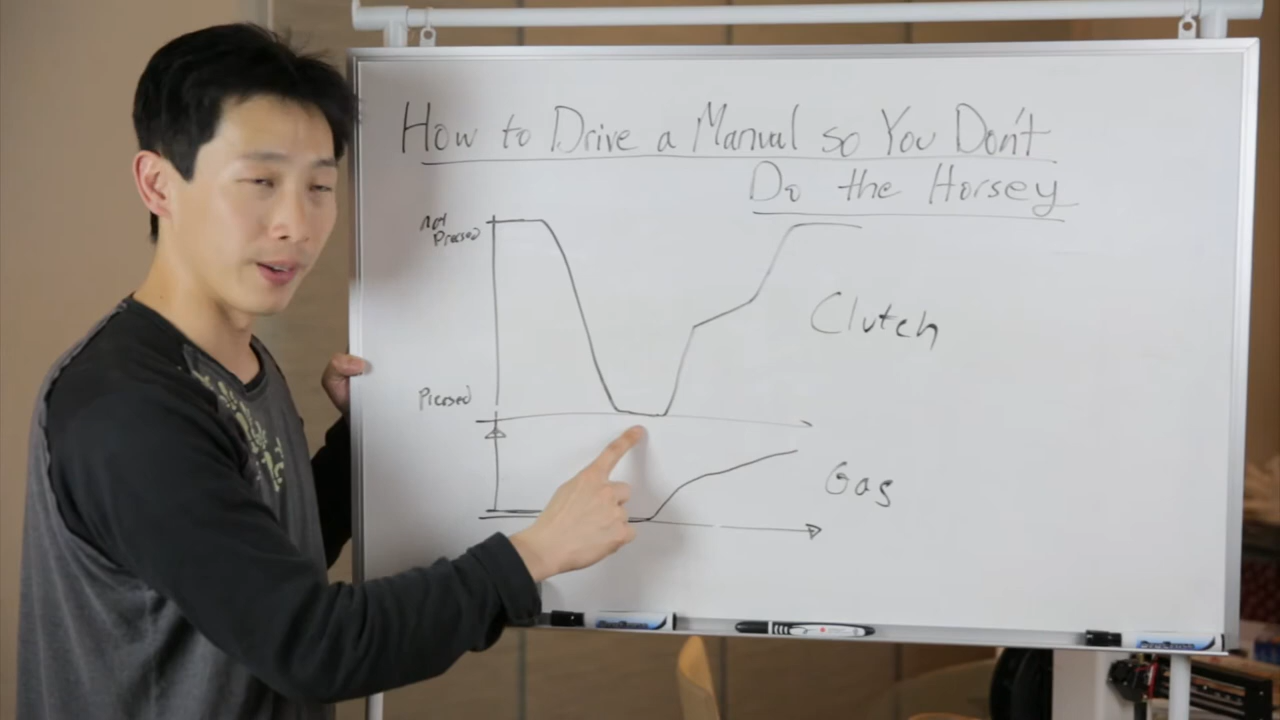 How to Drive a Manual so You Don't
Do the Horsey
not
Pressed
Clutch
Pressed
Gas